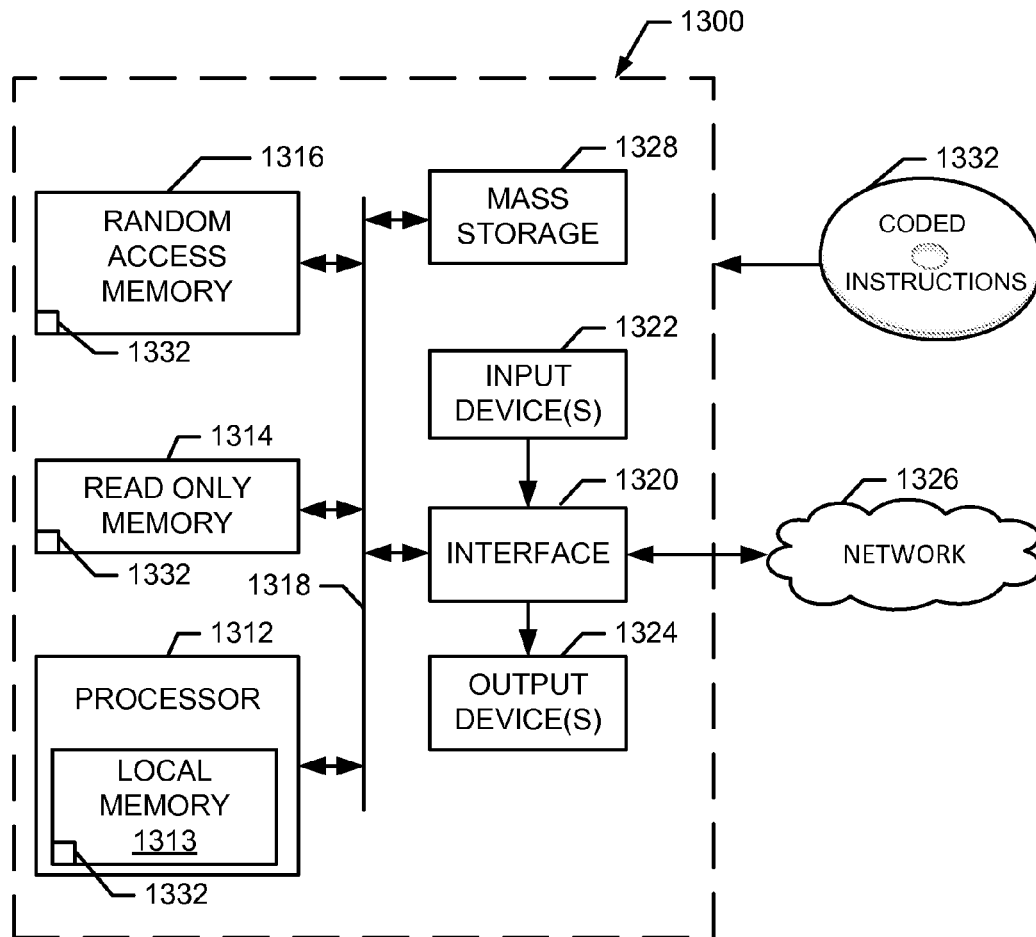 1300
1316
RANDOM
ACCESS
MEMORY
1332
1328
MASS
STORAGE
1332
CODED
INSTRUCTIONS
1322
INPUT
DEVICE(S)
1314
READ ONLY
MEMORY
1332
1320
INTERFACE
1326
NETWORK
1318
1312
PROCESSOR
LOCAL
MEMORY
1313
1332
1324
OUTPUT
DEVICE(S)